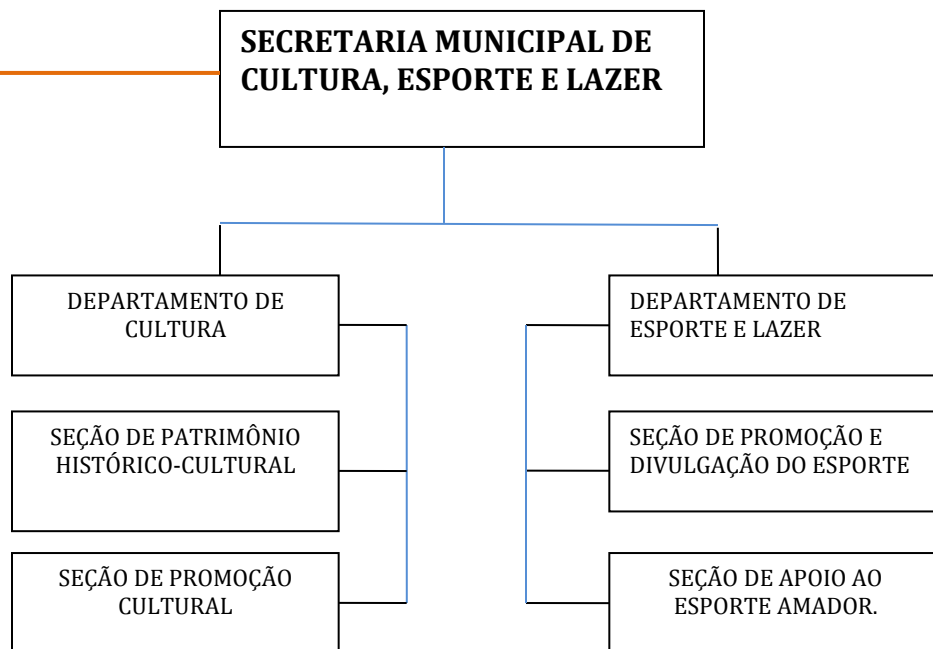 SECRETARIA MUNICIPAL DE
CULTURA, ESPORTE E LAZER
DEPARTAMENTO DE
CULTURA
DEPARTAMENTO DE
ESPORTE E LAZER
SEÇÃO DE PATRIMÔNIO
HISTÓRICO-CULTURAL
SEÇÃO DE PROMOÇÃO E
DIVULGAÇÃO DO ESPORTE
SEÇÃO DE PROMOÇÃO
CULTURAL
SEÇÃO DE APOIO AO
ESPORTE AMADOR.